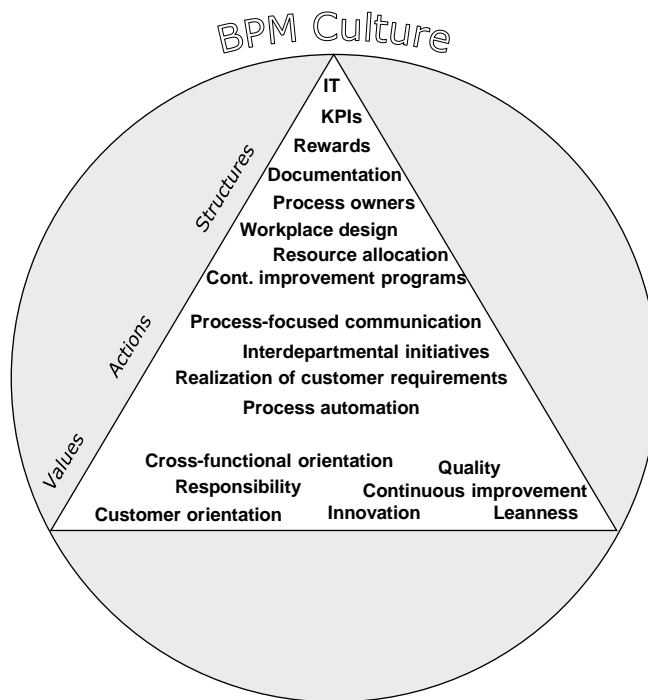 BPM Culture
IT
KPIs
Rewards
Documentation
Process owners
Workplace design
Resource allocation
Cont. improvement programs
Structures
Process-focused communication
Interdepartmental initiatives
Realization of customer requirements
Process automation
Actions
Cross-functional orientation
Quality
Responsibility
Continuous improvement
Customer orientation
Innovation
Leanness
Values